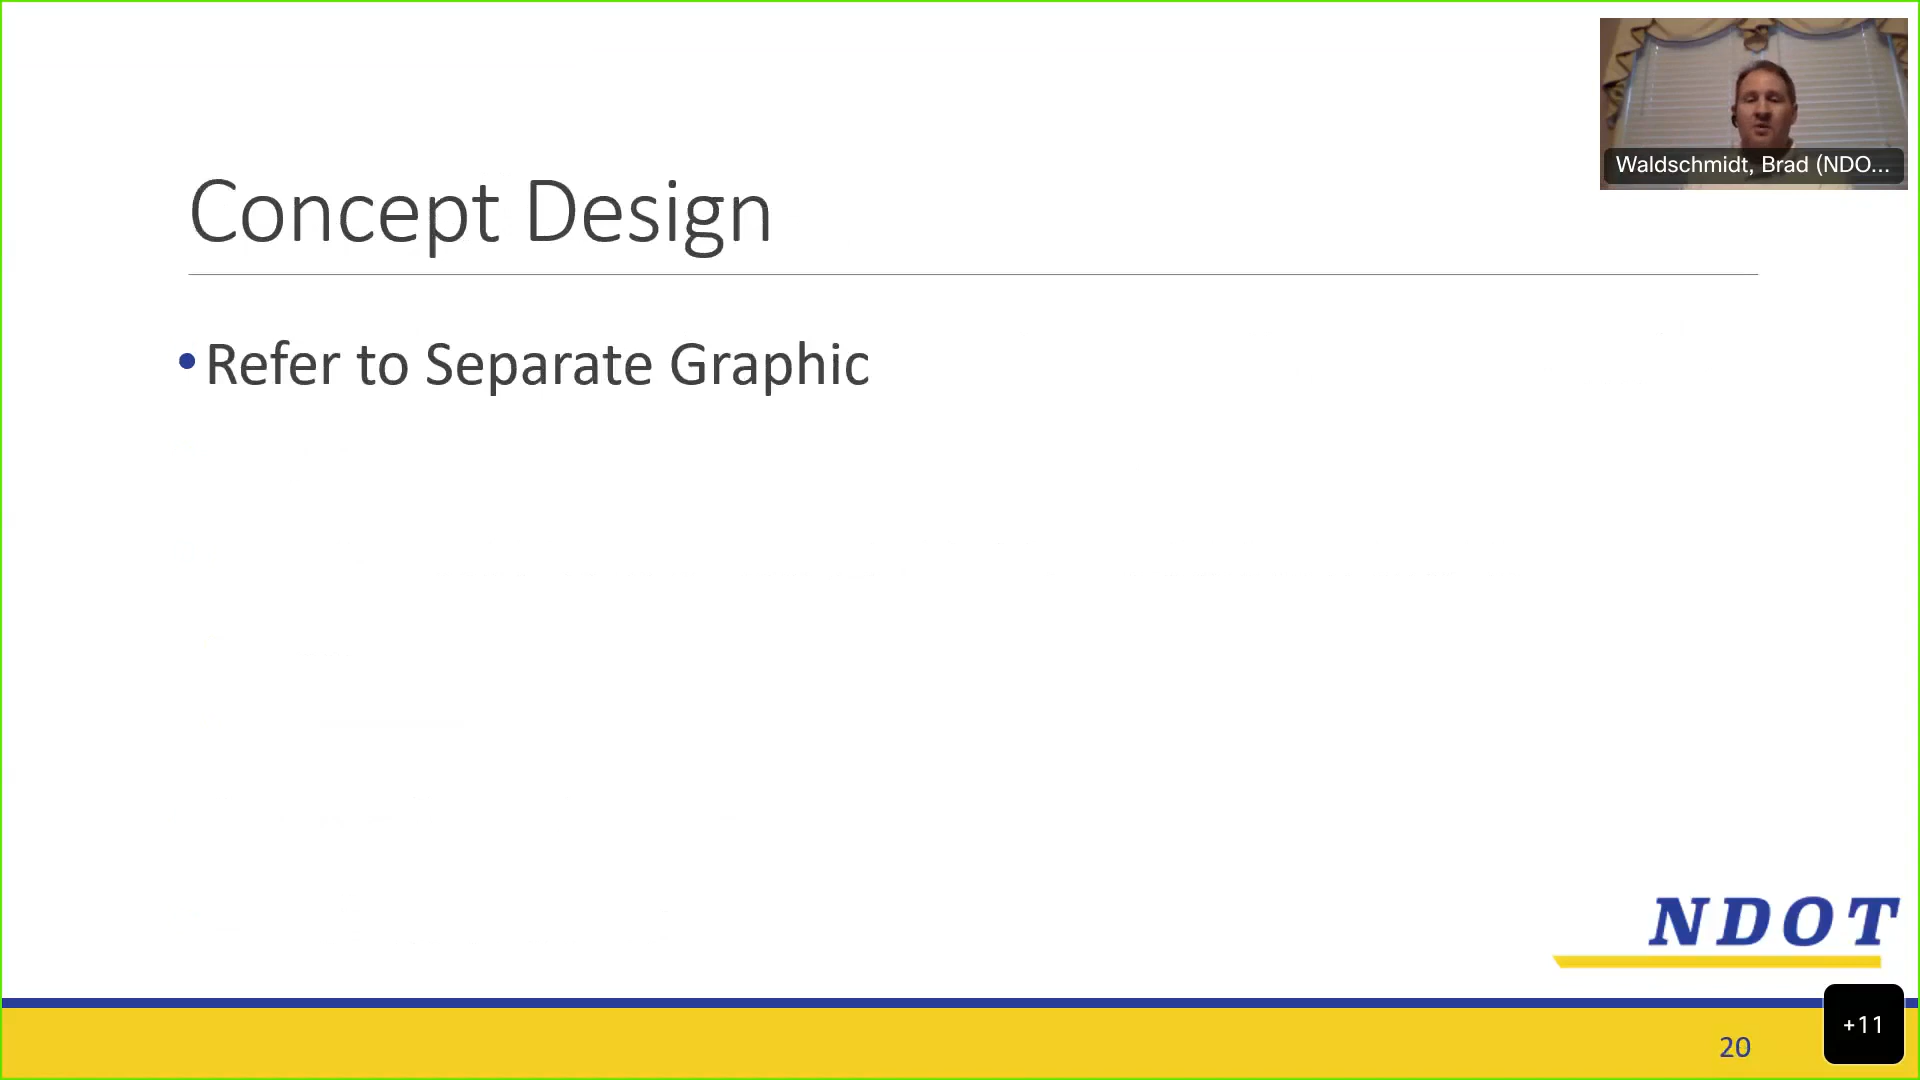 Waldschmidt, Brad (NDO...
Concept Design
•Refer to Separate Graphic
NDOT
+11
20